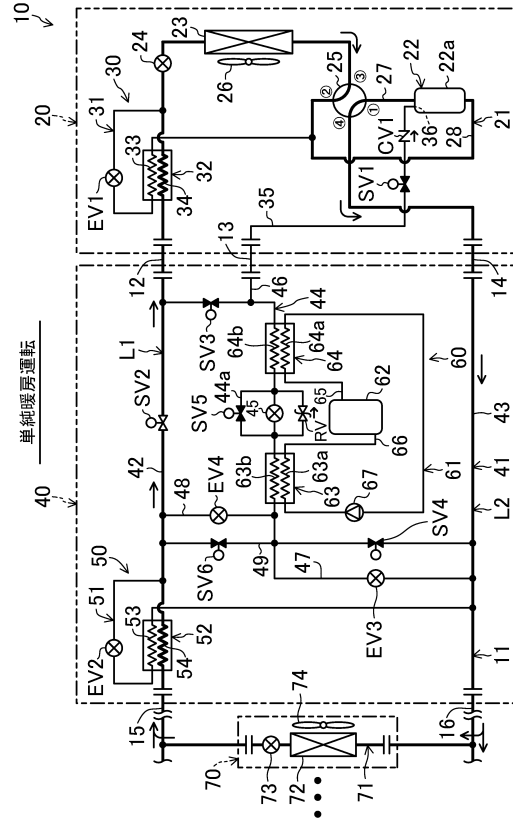 単純暖房運転
10
40
20
50
51
EV2
53
54
52
30
31
EV1
33
34
32
24
23
26
15
48
42
SV2
L1
12
EV4
SV6
49
47
EV3
SV3
SV5
44a
45
RV
63b
63a
63
64b
64a
64
44
46
13
35
65
62
66
67
61
60
SV4
70
74
73
72
71
25
①
②
③
④
27
22
22a
36
28
21
CV1
SV1
16
11
L2
41
43
14